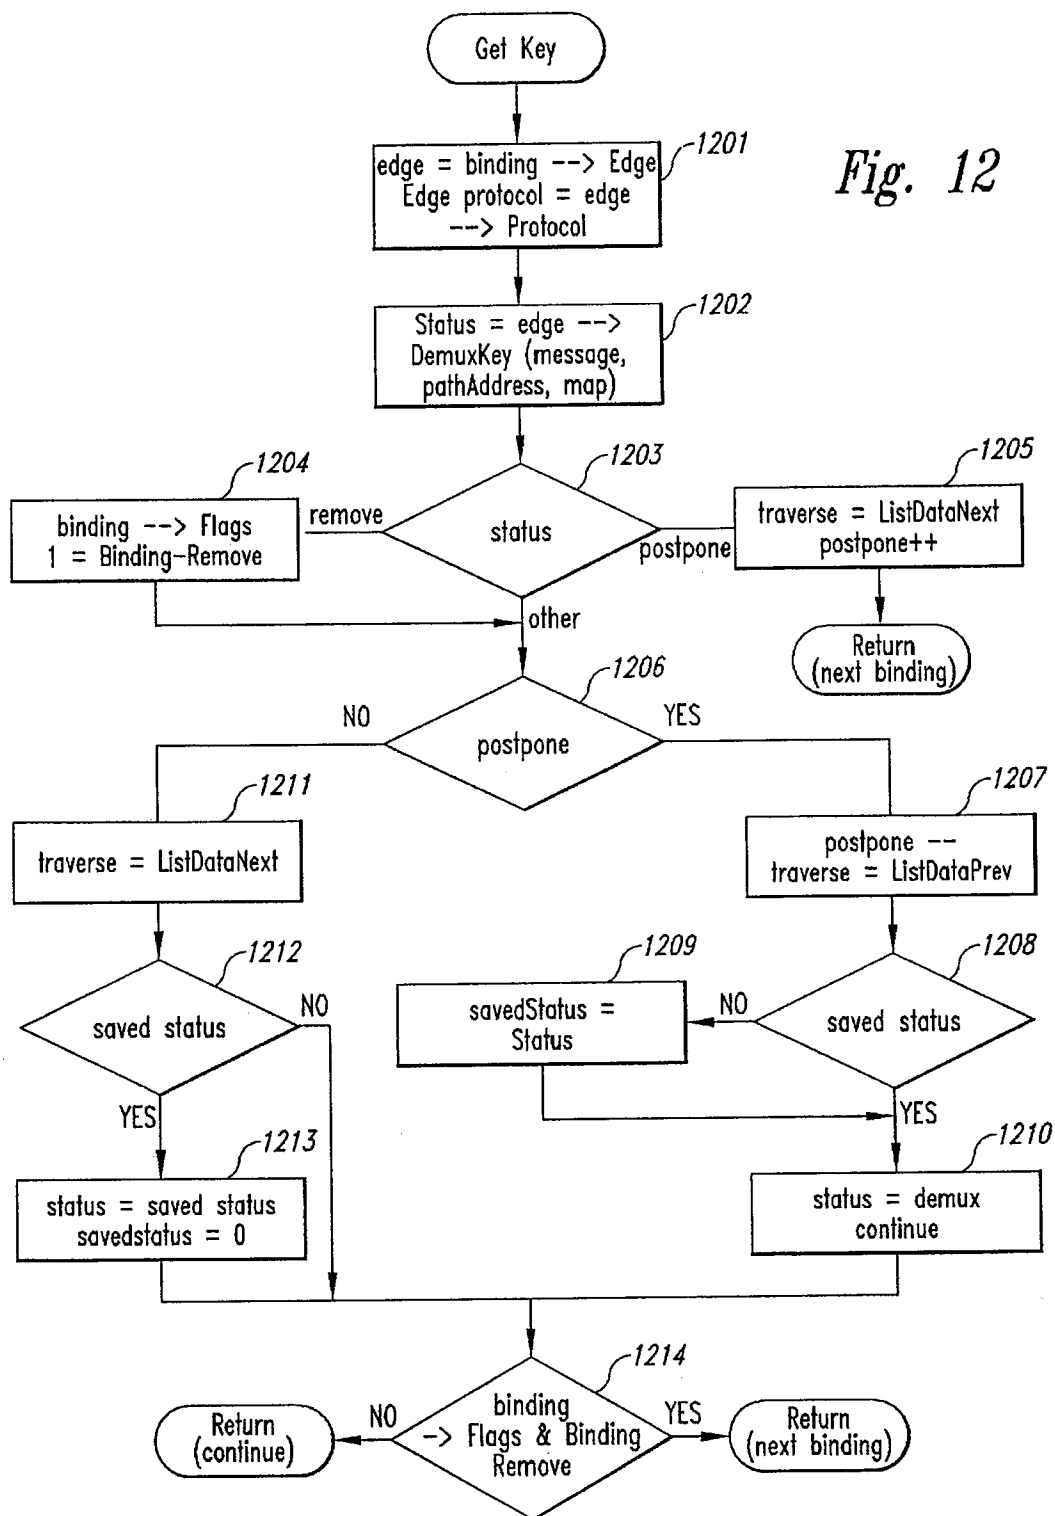 Get Key
1201
edge = binding --> Edge
Edge protocol = edge
--> Protocol
Fig. 12
1202
Status = edge -->
DemuxKey (message,
pathAddress, map)
1204
1203
1205
binding --> Flags
1 = Binding-Remove
remove
status
postpone
traverse = ListDataNext
postpone++
other
Return
(next binding)
1206
NO
YES
postpone
1211
1207
traverse = ListDataNext
postpone --
traverse = ListDataPrev
1212
1209
1208
saved status
NO
savedStatus =
Status
NO
saved status
YES
YES
1213
1210
status = saved status
savedstatus = 0
status = demux
continue
1214
Return
(continue)
NO
binding
-> Flags & Binding
Remove
YES
Return
(next binding)